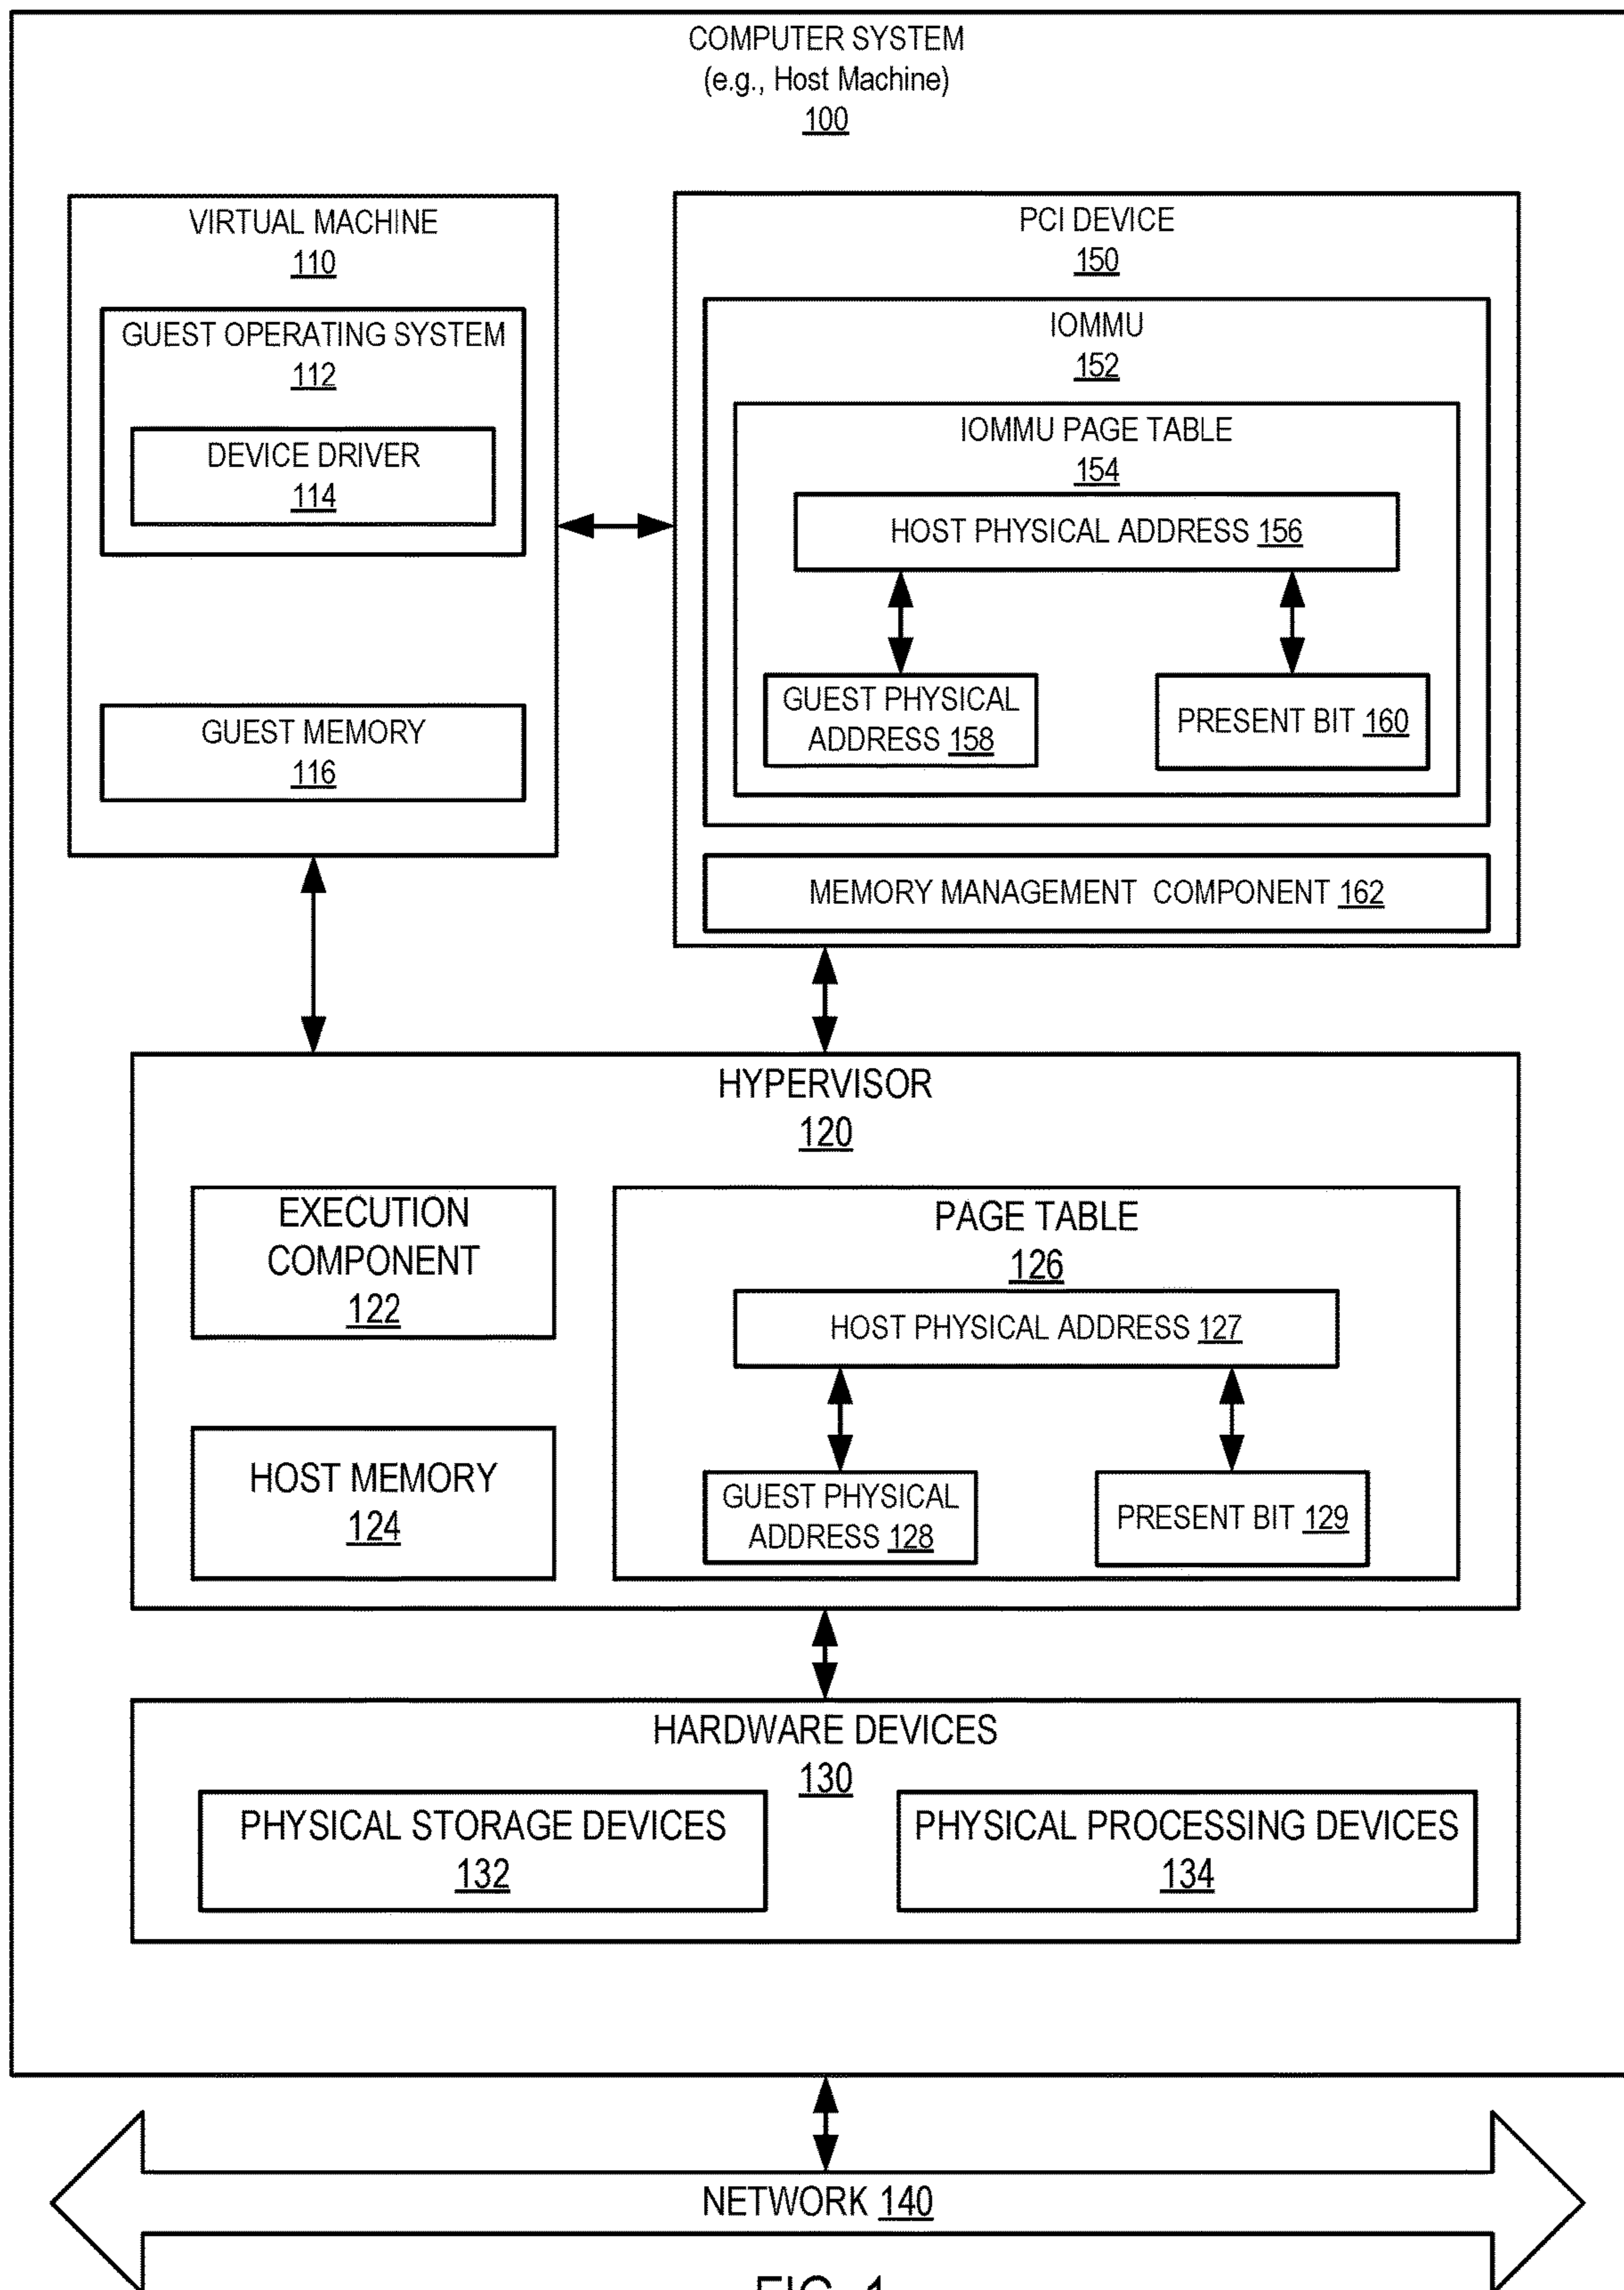 COMPUTER SYSTEM
(e.g., Host Machine)
100
VIRTUAL MACHINE
110
GUEST OPERATING SYSTEM
112
DEVICE DRIVER
114
GUEST MEMORY
116
PCI DEVICE
150
IOMMU
152
IOMMU PAGE TABLE
154
HOST PHYSICAL ADDRESS 156
GUEST PHYSICAL
ADDRESS 158
PRESENT BIT 160
MEMORY MANAGEMENT COMPONENT 162
HYPERVISOR
120
EXECUTION
COMPONENT
122
HOST MEMORY
124
PAGE TABLE
126
HOST PHYSICAL ADDRESS 127
GUEST PHYSICAL
ADDRESS 128
PRESENT BIT 129
HARDWARE DEVICES
130
PHYSICAL STORAGE DEVICES
132
PHYSICAL PROCESSING DEVICES
134
NETWORK 140
FIG. 1